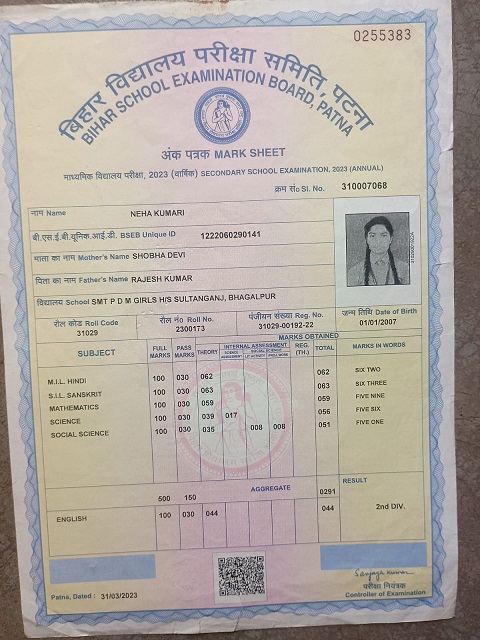 0255383
बिहार विद्यालय परीक्षा समिति, पटना
BIHAR SCHOOL EXAMINATION BOARD, PATNA
अंक पत्रक MARK SHEET
माध्यमिक विद्यालय परीक्षा, 2023 (वार्षिक) SECONDARY SCHOOL EXAMINATION, 2023 (ANNUAL)
क्रम सं० Sl. No. 310007068
नाम Name NEHA KUMARI
बी.एस.ई.बी.यूनिक.आई.डी. BSEB Unique ID 1222060290141
माता का नाम Mother's Name SHOBHA DEVI
पिता का नाम Father's Name RAJESH KUMAR
विद्यालय School SMT P D M GIRLS H/S SULTANGANJ, BHAGALPUR
रोल कोड Roll Code रोल नं० Roll No. पंजीयन संख्या Reg. No. जन्म तिथि Date of Birth
31029 2300173 31029-00192-22 01/01/2007
MARKS OBTAINED
SUBJECT FULL MARKS PASS MARKS THEORY INTERNAL ASSESSMENT REG. (TH.) TOTAL MARKS IN WORDS
M.I.L. HINDI 100 030 062 062 SIX TWO
S.I.L. SANSKRIT 100 030 063 063 SIX THREE
MATHEMATICS 100 030 059 059 FIVE NINE
SCIENCE 100 030 039 017 056 FIVE SIX
SOCIAL SCIENCE 100 030 035 008 008 051 FIVE ONE
500 150 AGGREGATE 0291 RESULT
ENGLISH 100 030 044 044 2nd DIV.
Sanjay Kumar
परीक्षा नियंत्रक
Patna, Dated : 31/03/2023 Controller of Examination